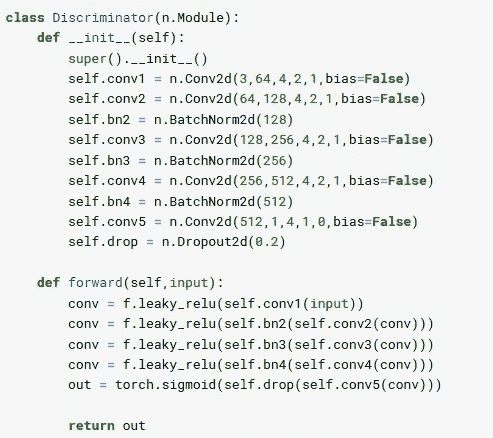 class Discriminator(n.Module):
    def __init__(self):
        super().__init__()
        self.conv1 = n.Conv2d(3,64,4,2,1,bias=False)
        self.conv2 = n.Conv2d(64,128,4,2,1,bias=False)
        self.bn2 = n.BatchNorm2d(128)
        self.conv3 = n.Conv2d(128,256,4,2,1,bias=False)
        self.bn3 = n.BatchNorm2d(256)
        self.conv4 = n.Conv2d(256,512,4,2,1,bias=False)
        self.bn4 = n.BatchNorm2d(512)
        self.conv5 = n.Conv2d(512,1,4,1,0,bias=False)
        self.drop = n.Dropout2d(0.2)

    def forward(self,input):
        conv = f.leaky_relu(self.conv1(input))
        conv = f.leaky_relu(self.bn2(self.conv2(conv)))
        conv = f.leaky_relu(self.bn3(self.conv3(conv)))
        conv = f.leaky_relu(self.bn4(self.conv4(conv)))
        out = torch.sigmoid(self.drop(self.conv5(conv)))

        return out